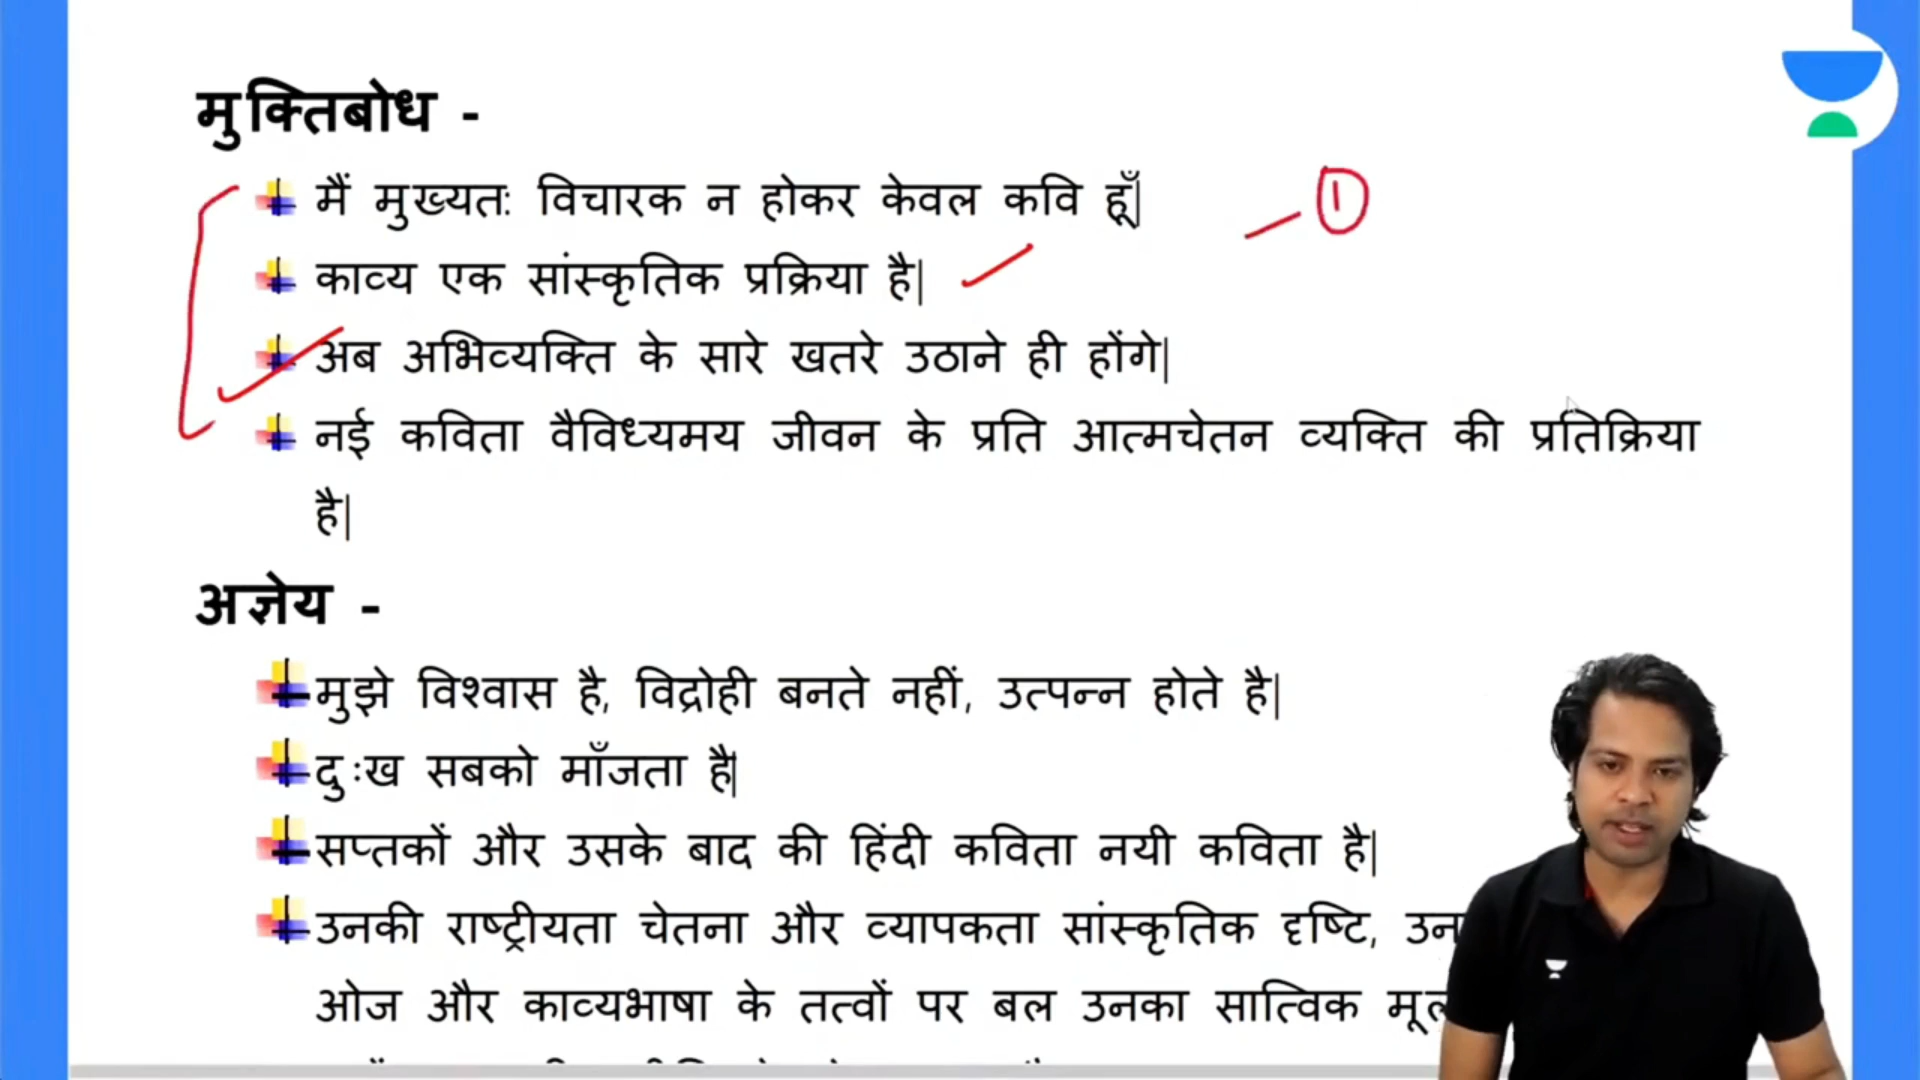 मुक्तिबोध -
मैं मुख्यतः विचारक न होकर केवल कवि हूँ|
①
काव्य एक सांस्कृतिक प्रक्रिया है|
अब अभिव्यक्ति के सारे खतरे उठाने ही होंगे|
नई कविता वैविध्यमय जीवन के प्रति आत्मचेतन व्यक्ति की प्रतिक्रिया
है|
अज्ञेय -
मुझे विश्वास है, विद्रोही बनते नहीं, उत्पन्न होते है|
दुःख सबको माँजता है|
सप्तकों और उसके बाद की हिंदी कविता नयी कविता है|
उनकी राष्ट्रीयता चेतना और व्यापकता सांस्कृतिक दृष्टि,
ओज और काव्यभाषा के तत्वों पर बल उनका सात्विक